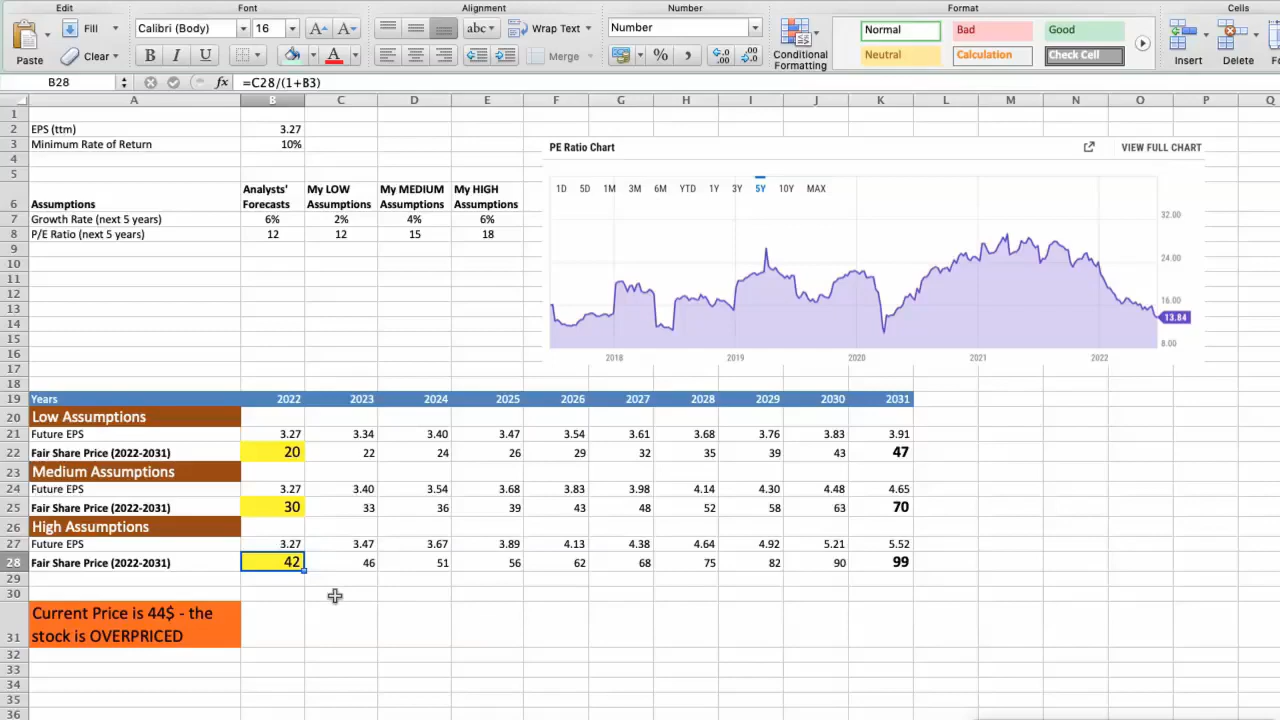 Edit Font Alignment Number Format Cells
Fill Calibri (Body) 16 A A abc Wrap Text Number Normal Bad Good
Paste Clear B I U A Merge % Conditional Formatting Neutral Calculation Check Cell Insert Delete
B28 fx =C28/(1+B3)
A B C D E F G H I J K L M N O P Q
1
2 EPS (ttm) 3.27
3 Minimum Rate of Return 10%
4
5
6 Assumptions Analysts' Forecasts My LOW Assumptions My MEDIUM Assumptions My HIGH Assumptions
7 Growth Rate (next 5 years) 6% 2% 4% 6%
8 P/E Ratio (next 5 years) 12 12 15 18
PE Ratio Chart VIEW FULL CHART
1D 5D 1M 3M 6M YTD 1Y 3Y 5Y 10Y MAX
32.00
24.00
16.00
13.84
8.00
2018 2019 2020 2021 2022
9
10
11
12
13
14
15
16
17
18
19 Years 2022 2023 2024 2025 2026 2027 2028 2029 2030 2031
20 Low Assumptions
21 Future EPS 3.27 3.34 3.40 3.47 3.54 3.61 3.68 3.76 3.83 3.91
22 Fair Share Price (2022-2031) 20 22 24 26 29 32 35 39 43 47
23 Medium Assumptions
24 Future EPS 3.27 3.40 3.54 3.68 3.83 3.98 4.14 4.30 4.48 4.65
25 Fair Share Price (2022-2031) 30 33 36 39 43 48 52 58 63 70
26 High Assumptions
27 Future EPS 3.27 3.47 3.67 3.89 4.13 4.38 4.64 4.92 5.21 5.52
28 Fair Share Price (2022-2031) 42 46 51 56 62 68 75 82 90 99
29
30
31 Current Price is 44$ - the
stock is OVERPRICED
32
33
34
35
36